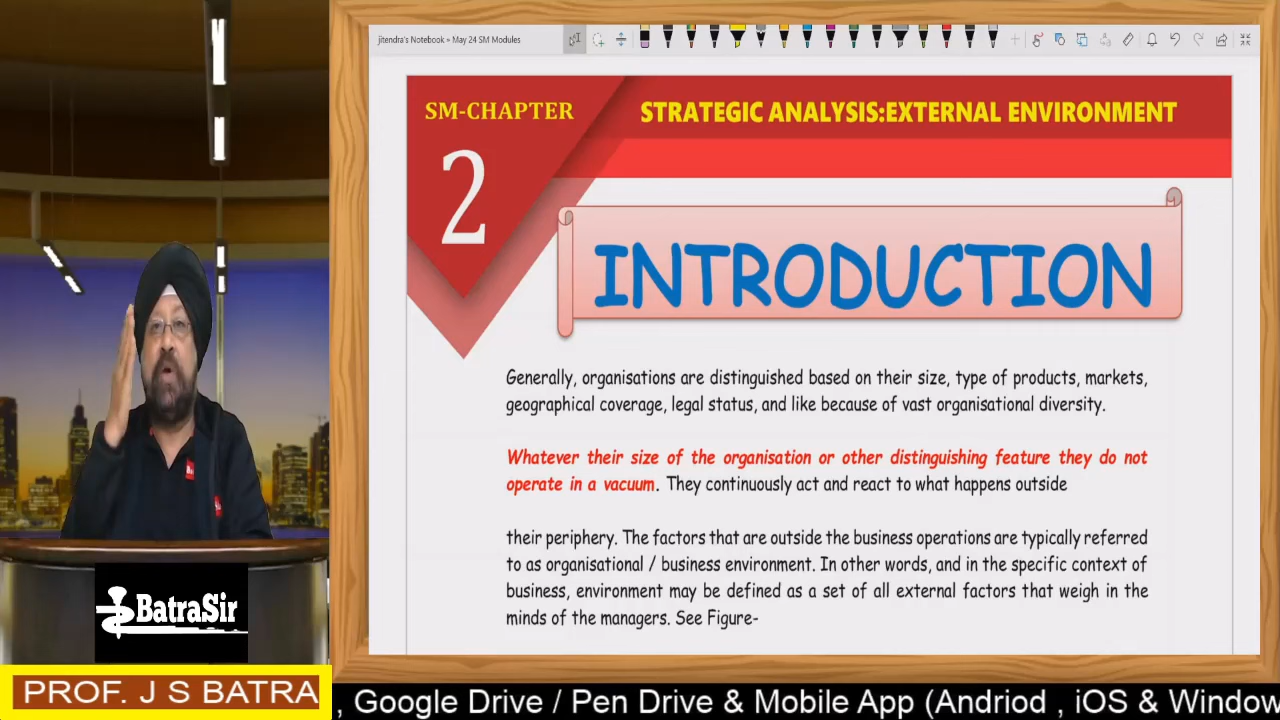 jitendra's Notebook » May 24 SM Modules
SM-CHAPTER
2
STRATEGIC ANALYSIS:EXTERNAL ENVIRONMENT
INTRODUCTION
Generally, organisations are distinguished based on their size, type of products, markets,
geographical coverage, legal status, and like because of vast organisational diversity.
Whatever their size of the organisation or other distinguishing feature they do not
operate in a vacuum. They continuously act and react to what happens outside
their periphery. The factors that are outside the business operations are typically referred
to as organisational / business environment. In other words, and in the specific context of
business, environment may be defined as a set of all external factors that weigh in the
minds of the managers. See Figure-
BatraSir
PROF. J S BATRA
, Google Drive / Pen Drive & Mobile App (Andriod , iOS & Window